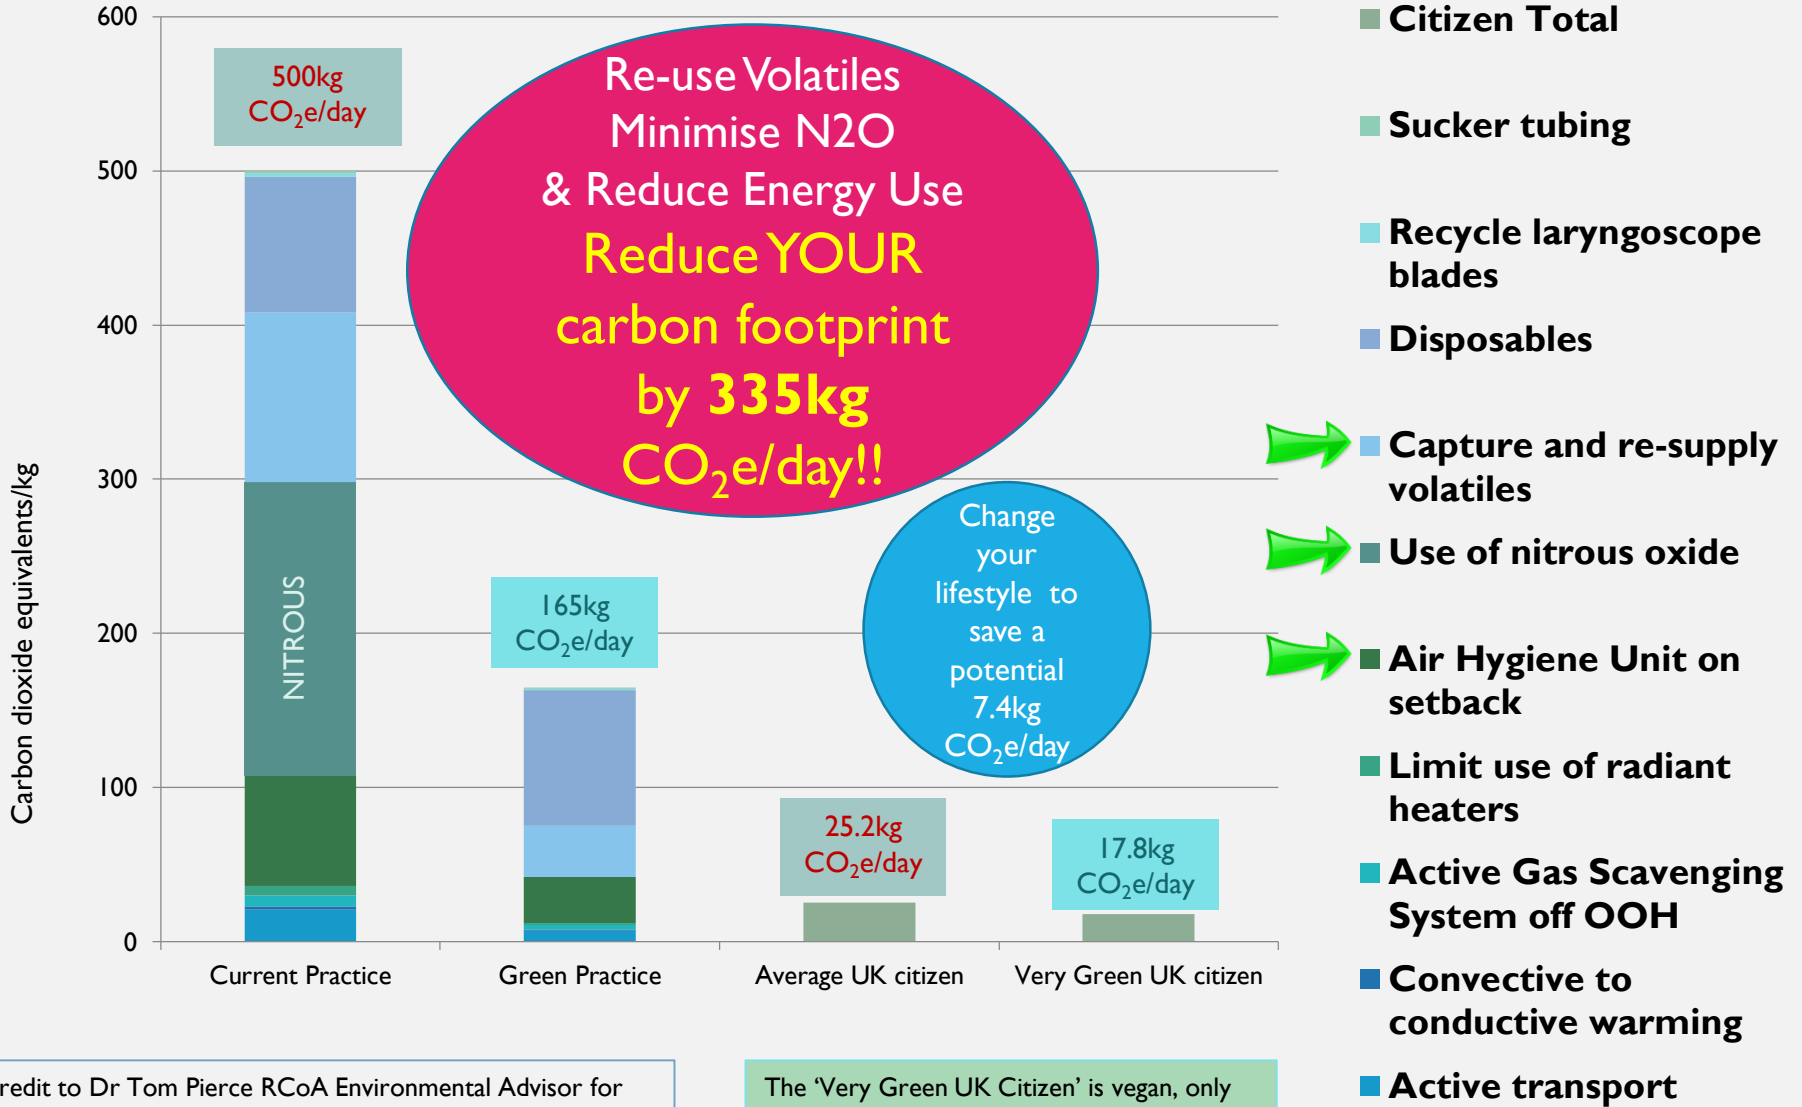 600
500
400
300
200
100
0
Carbon dioxide equivalents/kg
500kg
CO₂e/day
NITROUS
165kg
CO₂e/day
25.2kg
CO₂e/day
17.8kg
CO₂e/day
Re-use Volatiles
Minimise N2O
& Reduce Energy Use
Reduce YOUR
carbon footprint
by 335kg
CO₂e/day!!
Change
your
lifestyle to
save a
potential
7.4kg
CO₂e/day
Current Practice
Green Practice
Average UK citizen
Very Green UK citizen
Citizen Total
Sucker tubing
Recycle laryngoscope
blades
Disposables
Capture and re-supply
volatiles
Use of nitrous oxide
Air Hygiene Unit on
setback
Limit use of radiant
heaters
Active Gas Scavenging
System off OOH
Convective to
conductive warming
Active transport
redit to Dr Tom Pierce RCoA Environmental Advisor for
The ‘Very Green UK Citizen’ is vegan, only